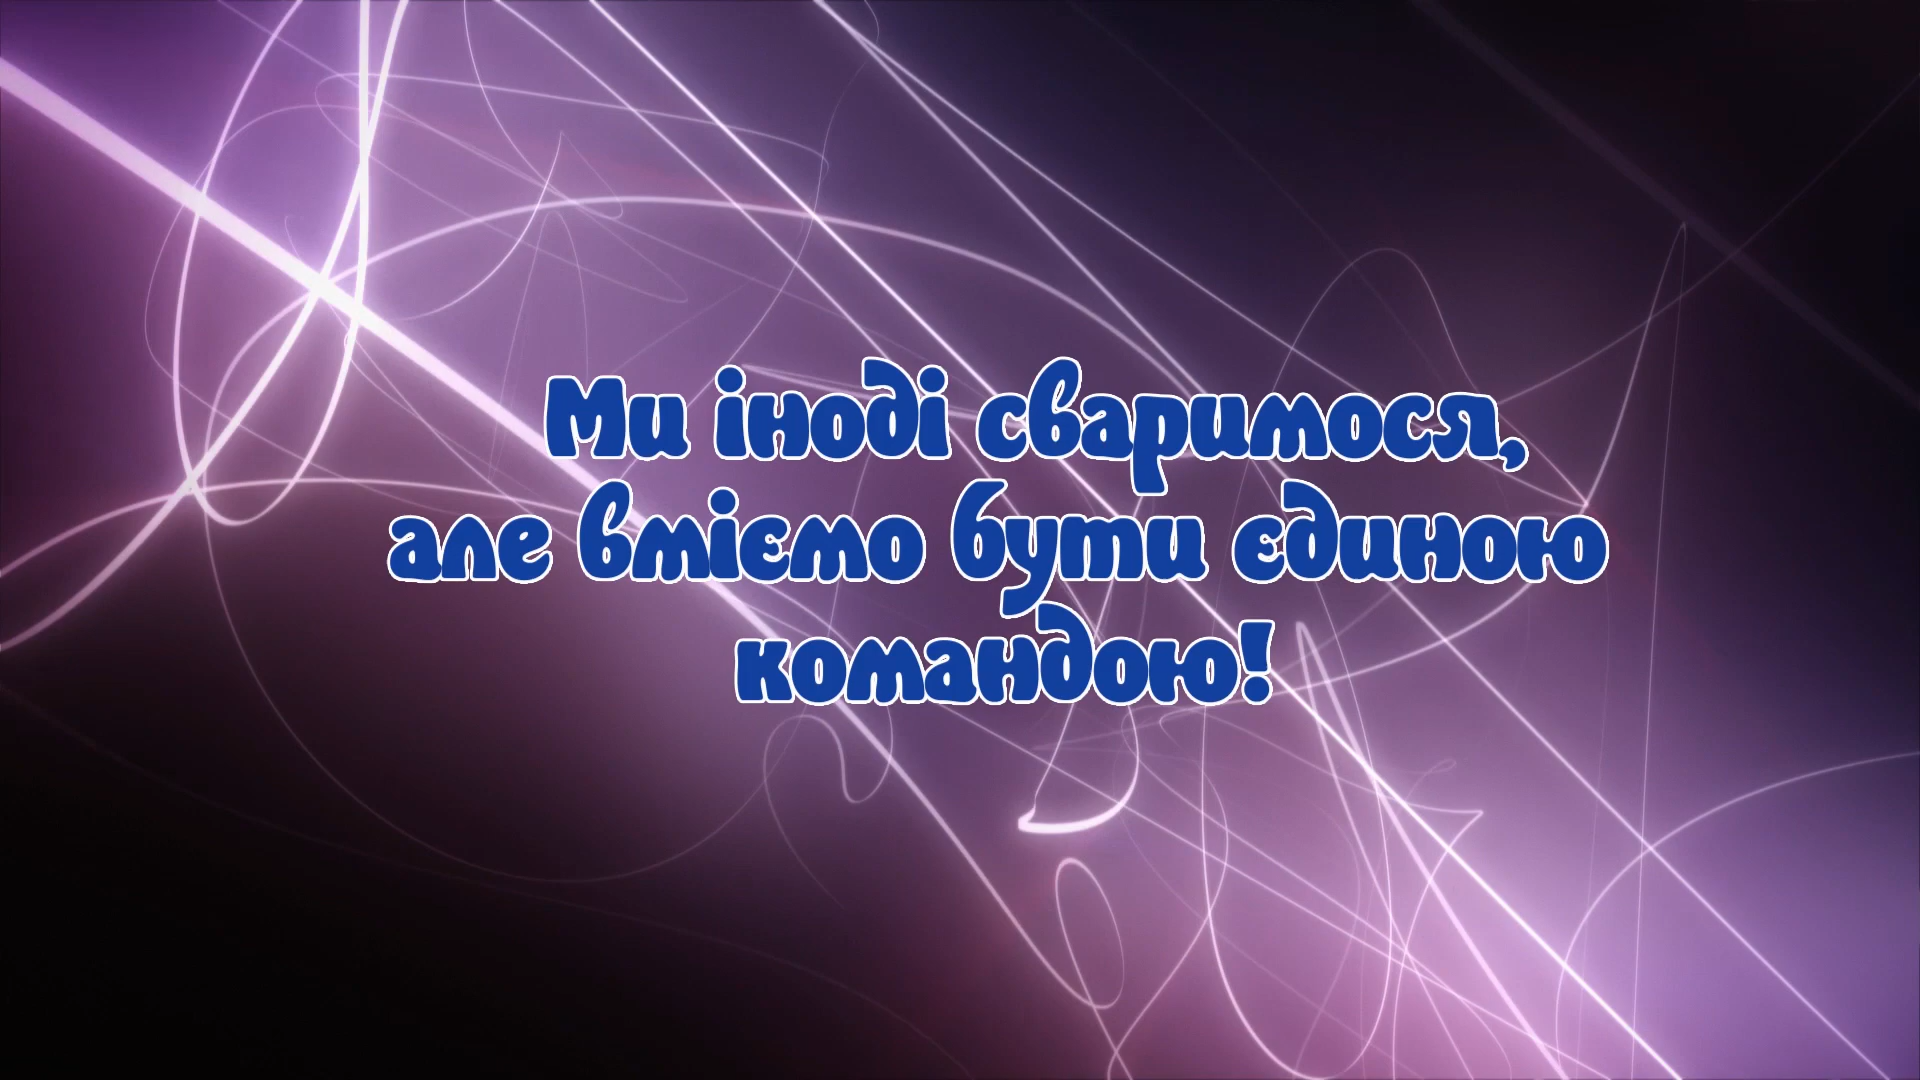 Ми іноді сваримося,
але вміємо бути єдиною
командою!